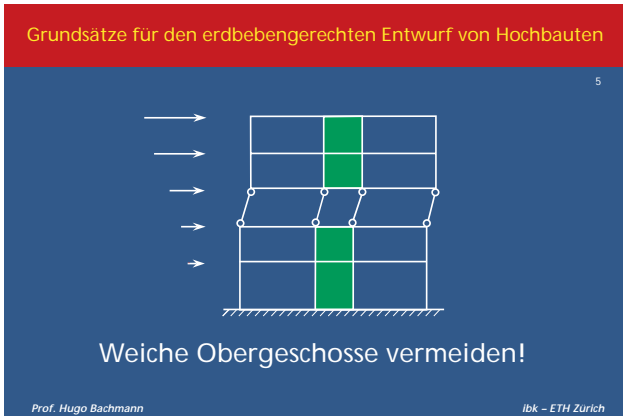 Grundsätze für den erdbebengerechten Entwurf von Hochbauten
5
Weiche Obergeschosse vermeiden!
Prof. Hugo Bachmann
ibk – ETH Zürich